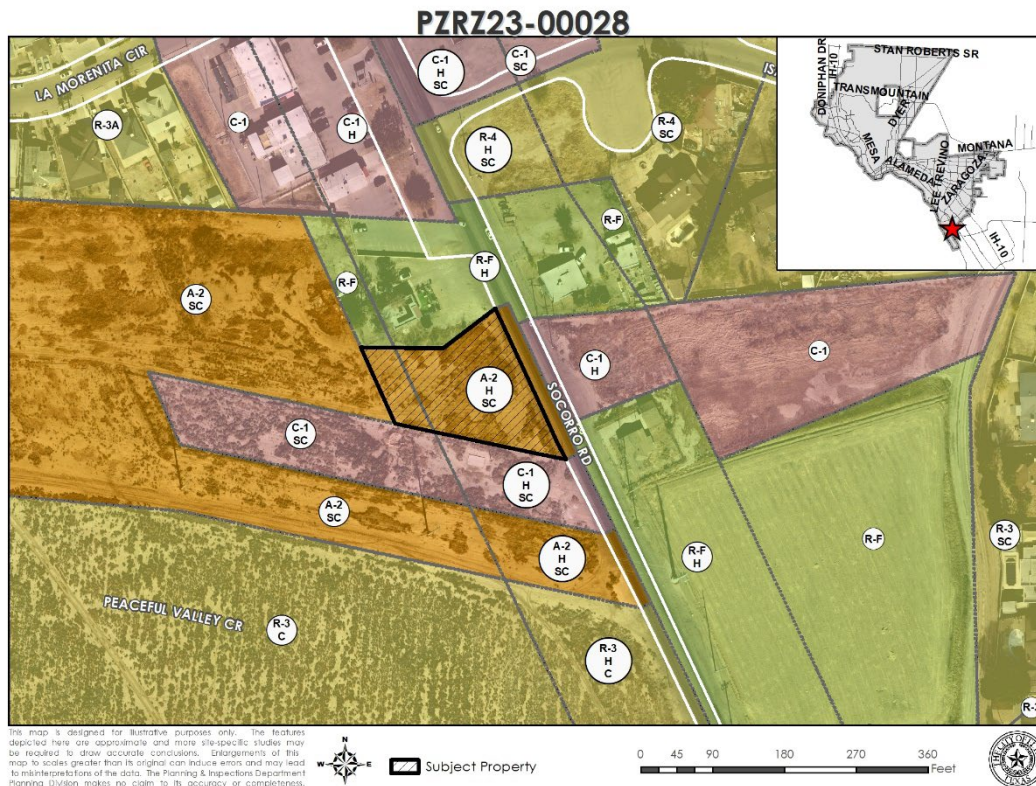 PZRZ23-00028
LA MORENITA CIR
R-3A
C-1
C-1
H
C-1
H
SC
C-1
SC
R-4
H
SC
R-4
SC
STAN ROBERTS SR
DONIPHAN DR
IH-10
TRANSMOUNTAIN
DYER
MESA
MONTANA
ALAMEDA
LEE TREVINO
ZARAGOZA
IH-10
R-F
R-F
H
R-F
A-2
SC
A-2
H
SC
C-1
H
C-1
SOCORRO RD
C-1
SC
C-1
H
SC
A-2
SC
A-2
H
SC
R-F
H
R-F
R-3
SC
PEACEFUL VALLEY CR
R-3
C
R-3
H
C
This map is designed for illustrative purposes only. The features
depicted here are approximate and more site-specific studies may
be required to draw accurate conclusions. Enlargements of this
map to scales greater than its original can induce errors and may lead
to misinterpretations of the data. The Planning & Inspections Department
Planning Division makes no claim to its accuracy or completeness.
N
W E
S
Subject Property
0 45 90 180 270 360
Feet
TEXAS